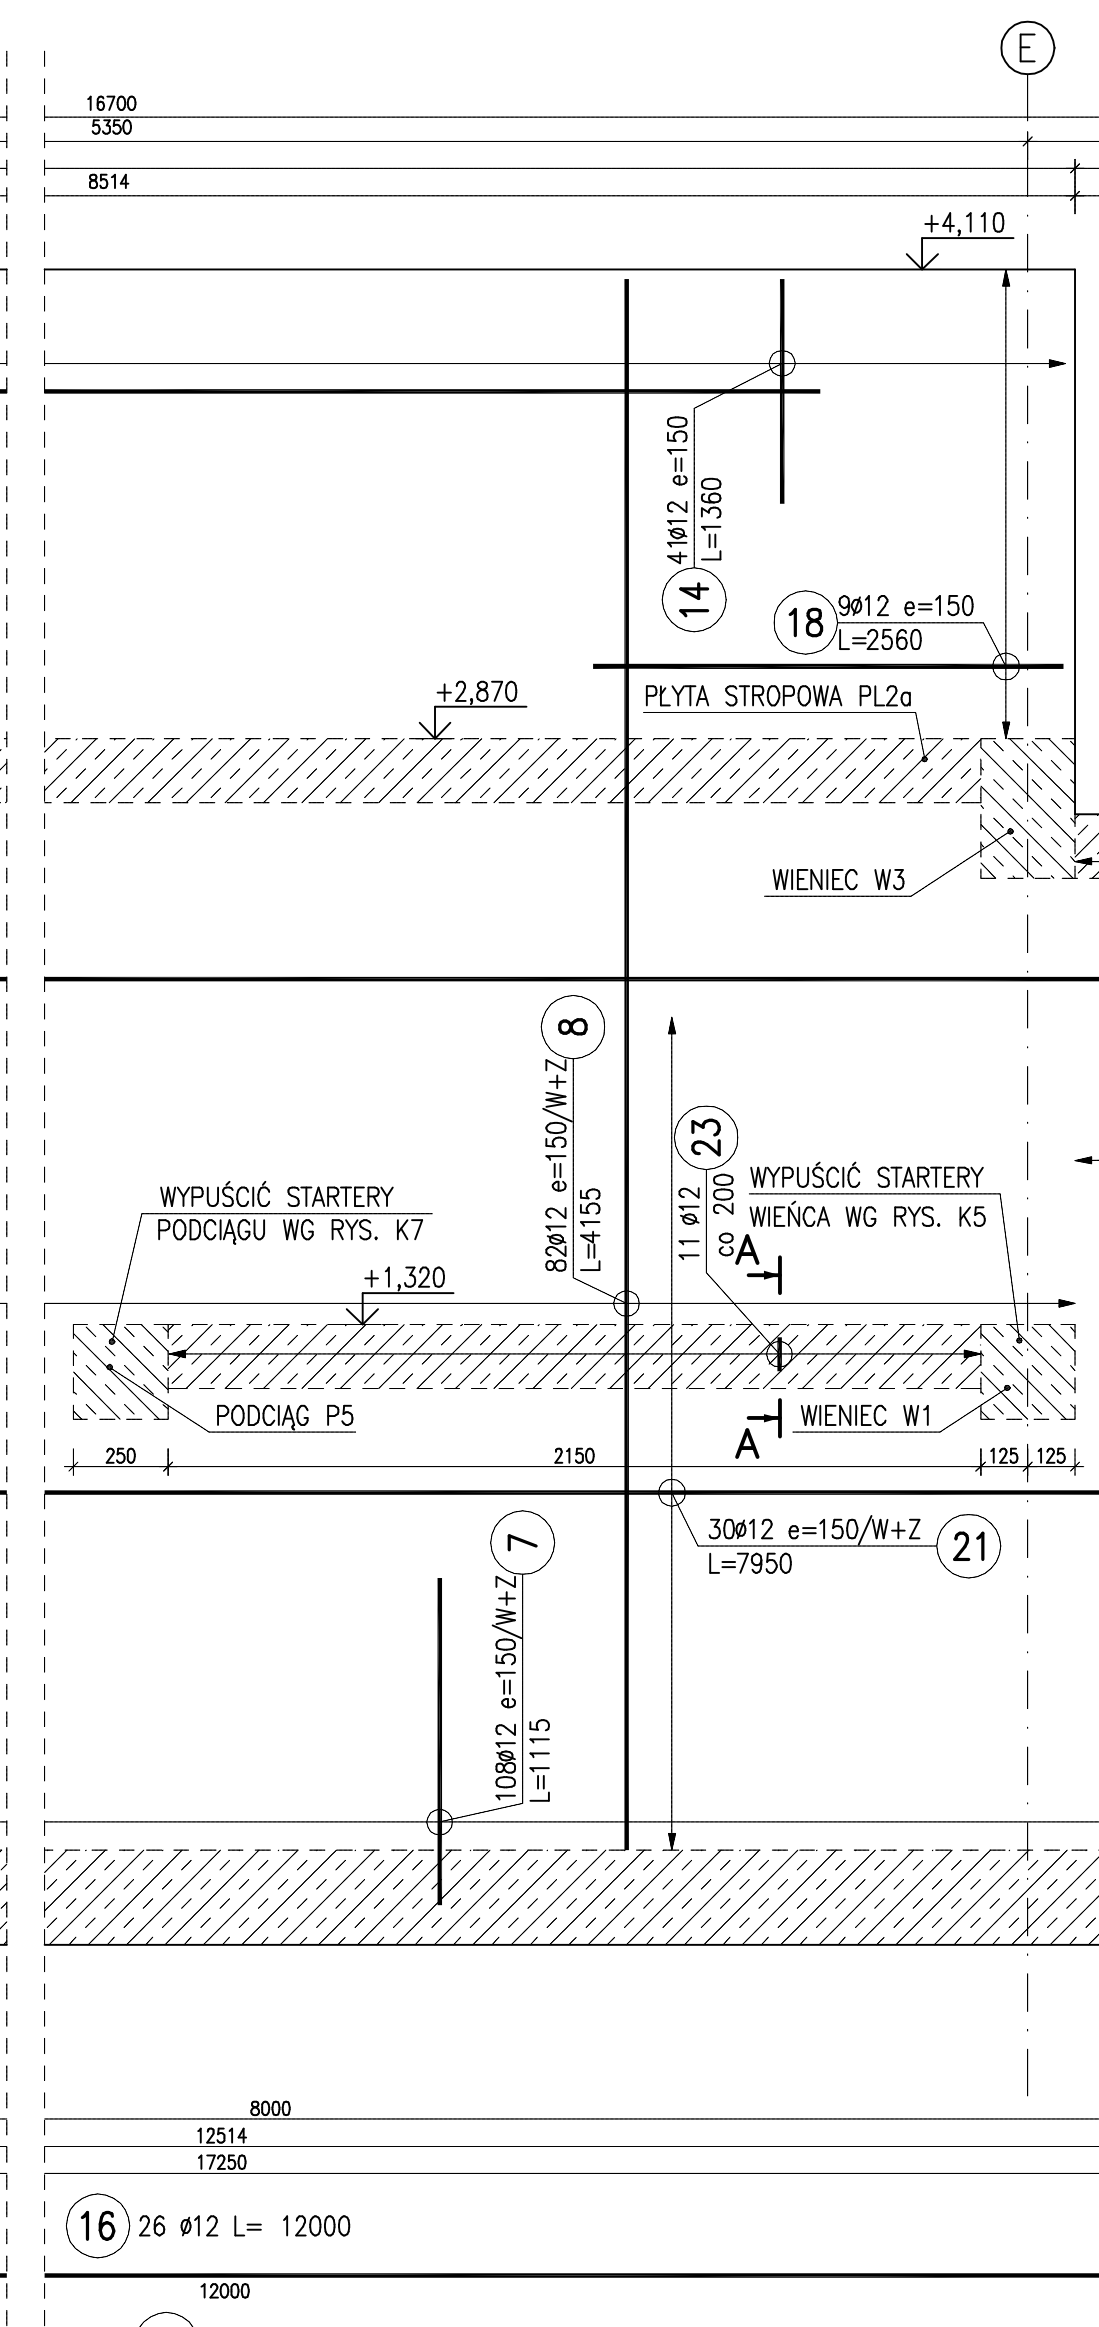 E
16700
5350
8514
+4,110
41ø12 e=150
L=1360
14
18
9ø12 e=150
L=2560
+2,870
PŁYTA STROPOWA PL2a
WIENIEC W3
8
82ø12 e=150/W+Z
L=4155
23
11 ø12
co 200
WYPUŚCIĆ STARTERY
PODCIĄGU WG RYS. K7
WYPUŚCIĆ STARTERY
WIEŃCA WG RYS. K5
A
+1,320
PODCIĄG P5
A
WIENIEC W1
250
2150
125
125
30ø12 e=150/W+Z
L=7950
21
7
108ø12 e=150/W+Z
L=1115
8000
12514
17250
16
26 ø12 L= 12000
12000